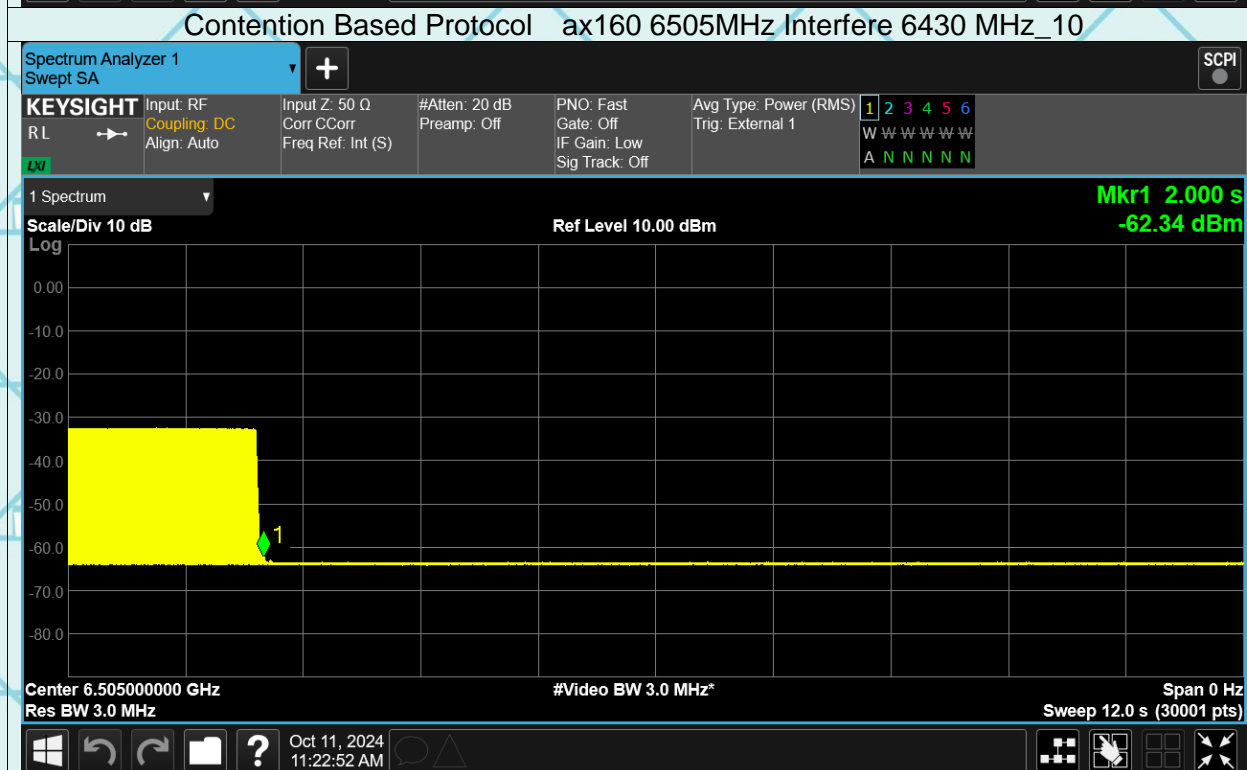 Contention Based Protocol ax160 6505MHz Interfere 6430 MHz_10
Spectrum Analyzer 1
Swept SA
+
SCPI
KEYSIGHT
RL
LXI
Input: RF
Coupling: DC
Align: Auto
Input Z: 50 Ω
Corr CCorr
Freq Ref: Int (S)
#Atten: 20 dB
Preamp: Off
PNO: Fast
Gate: Off
IF Gain: Low
Sig Track: Off
Avg Type: Power (RMS)
Trig: External 1
1 2 3 4 5 6
W W W W W W
A N N N N N
1 Spectrum
Mkr1 2.000 s
-62.34 dBm
Scale/Div 10 dB
Ref Level 10.00 dBm
Log
0.00
-10.0
-20.0
-30.0
-40.0
-50.0
-60.0
-70.0
-80.0
1
Center 6.505000000 GHz
#Video BW 3.0 MHz*
Span 0 Hz
Res BW 3.0 MHz
Sweep 12.0 s (30001 pts)
?
Oct 11, 2024
11:22:52 AM